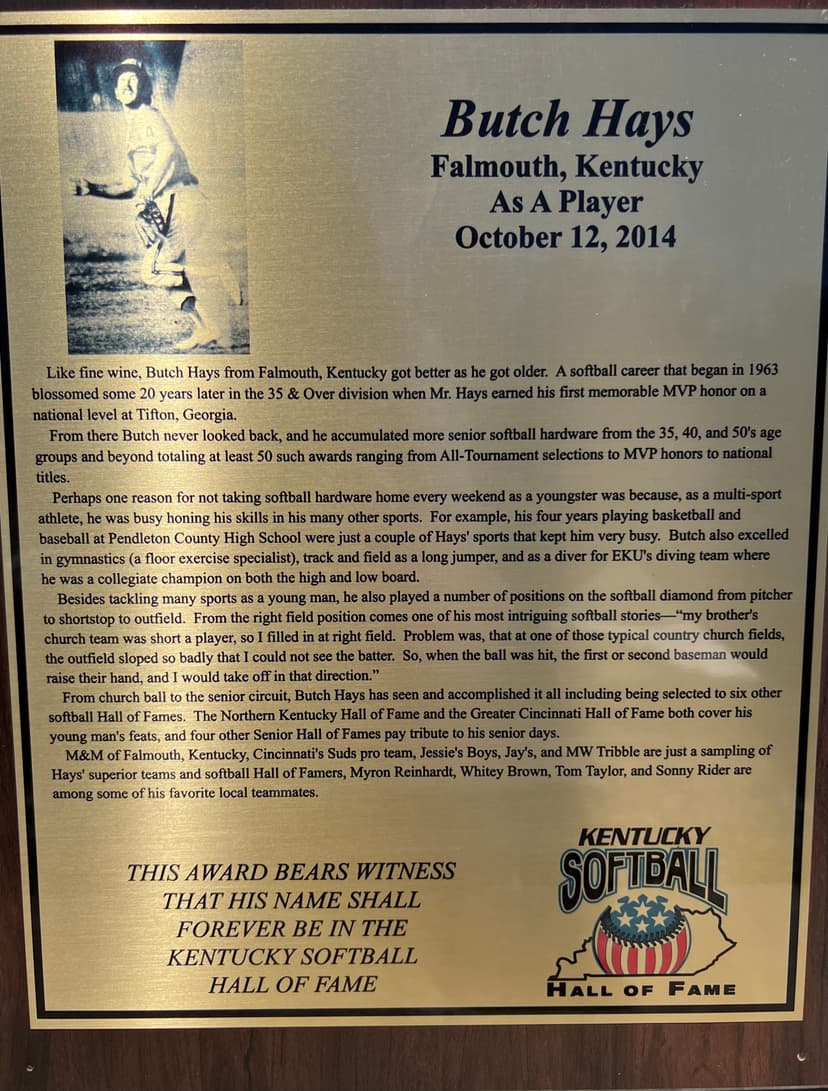 Butch Hays
Falmouth, Kentucky
As A Player
October 12, 2014
Like fine wine, Butch Hays from Falmouth, Kentucky got better as he got older. A softball career that began in 1963
blossomed some 20 years later in the 35 & Over division when Mr. Hays earned his first memorable MVP honor on a
national level at Tifton, Georgia.
From there Butch never looked back, and he accumulated more senior softball hardware from the 35, 40, and 50's age
groups and beyond totaling at least 50 such awards ranging from All-Tournament selections to MVP honors to national
titles.
Perhaps one reason for not taking softball hardware home every weekend as a youngster was because, as a multi-sport
athlete, he was busy honing his skills in his many other sports. For example, his four years playing basketball and
baseball at Pendleton County High School were just a couple of Hays' sports that kept him very busy. Butch also excelled
in gymnastics (a floor exercise specialist), track and field as a long jumper, and as a diver for EKU's diving team where
he was a collegiate champion on both the high and low board.
Besides tackling many sports as a young man, he also played a number of positions on the softball diamond from pitcher
to shortstop to outfield. From the right field position comes one of his most intriguing softball stories—“my brother's
church team was short a player, so I filled in at right field. Problem was, that at one of those typical country church fields,
the outfield sloped so badly that I could not see the batter. So, when the ball was hit, the first or second baseman would
raise their hand, and I would take off in that direction.”
From church ball to the senior circuit, Butch Hays has seen and accomplished it all including being selected to six other
softball Hall of Fames. The Northern Kentucky Hall of Fame and the Greater Cincinnati Hall of Fame both cover his
young man's feats, and four other Senior Hall of Fames pay tribute to his senior days.
M&M of Falmouth, Kentucky, Cincinnati's Suds pro team, Jessie's Boys, Jay's, and MW Tribble are just a sampling of
Hays' superior teams and softball Hall of Famers, Myron Reinhardt, Whitey Brown, Tom Taylor, and Sonny Rider are
among some of his favorite local teammates.
THIS AWARD BEARS WITNESS
THAT HIS NAME SHALL
FOREVER BE IN THE
KENTUCKY SOFTBALL
HALL OF FAME
KENTUCKY
SOFTBALL
HALL OF FAME